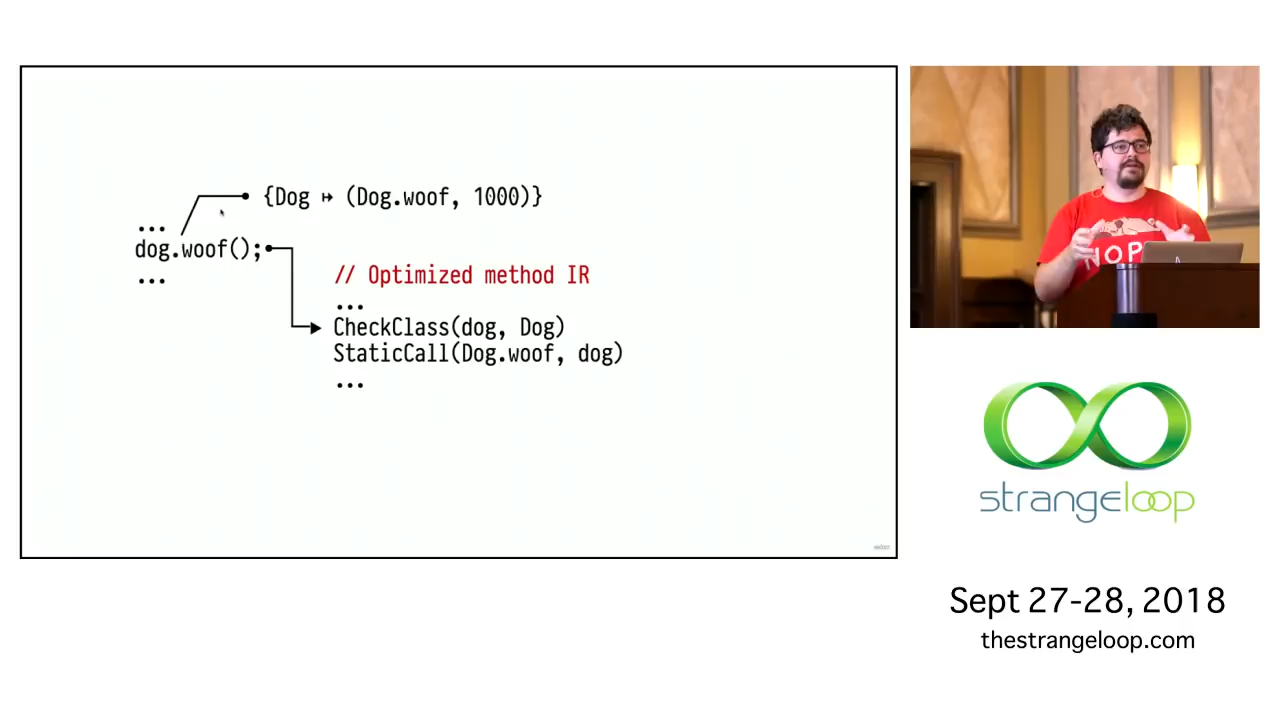 {Dog ↦ (Dog.woof, 1000)}
...
dog.woof();
...
// Optimized method IR
...
CheckClass(dog, Dog)
StaticCall(Dog.woof, dog)
...
NOP
strangeloop
Sept 27-28, 2018
thestrangeloop.com